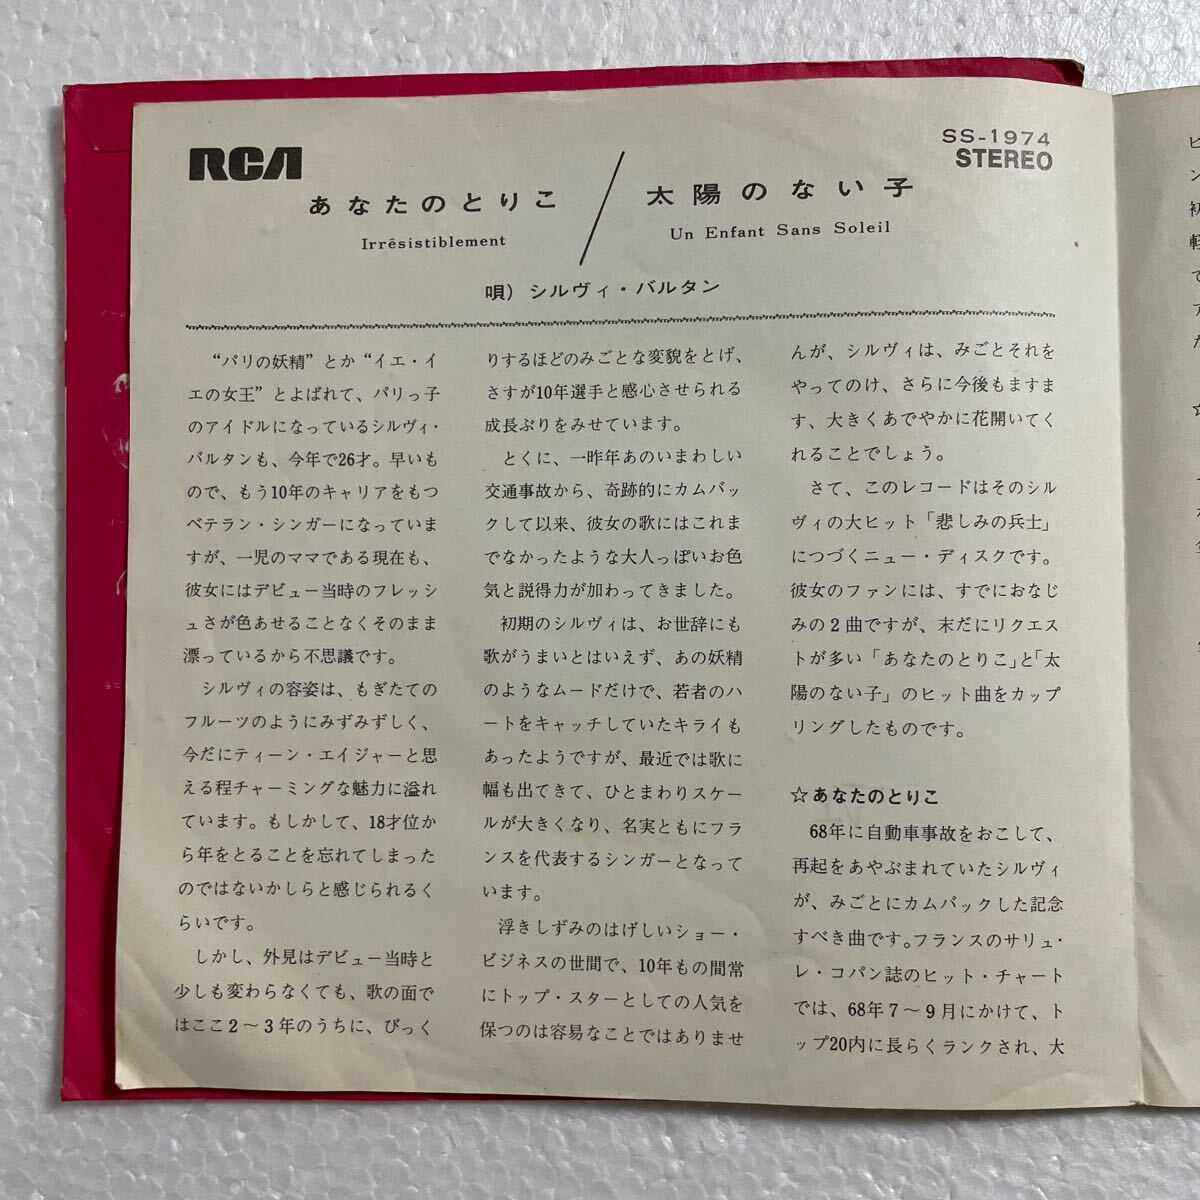 RCA
SS-1974
STEREO
あなたのとりこ
Irrésistiblement
太陽のない子
Un Enfant Sans Soleil
唄）シルヴィ・バルタン
“パリの妖精”とか“イエ・イ
エの女王”とよばれて、パリっ子
のアイドルになっているシルヴィ・
バルタンも、今年で26才。早いも
ので、もう10年のキャリアをもつ
ベテラン・シンガーになっていま
すが、一児のママである現在も、
彼女にはデビュー当時のフレッシ
ュさが色あせることなくそのまま
漂っているから不思議です。
シルヴィの容姿は、もぎたての
フルーツのようにみずみずしく、
今だにティーン・エイジャーと思
える程チャーミングな魅力に溢れ
ています。もしかして、18才位か
ら年をとることを忘れてしまった
のではないかしらと感じられるく
らいです。
しかし、外見はデビュー当時と
少しも変わらなくても、歌の面で
はここ2〜3年のうちに、びっく
りするほどのみごとな変貌をとげ、
さすが10年選手と感心させられる
成長ぶりをみせています。
とくに、一昨年あのいまわしい
交通事故から、奇跡的にカムバッ
クして以来、彼女の歌にはこれま
でなかったような大人っぽいお色
気と説得力が加わってきました。
初期のシルヴィは、お世辞にも
歌がうまいとはいえず、あの妖精
のようなムードだけで、若者のハ
ートをキャッチしていたキライも
あったようですが、最近では歌に
幅も出てきて、ひとまわりスケー
ルが大きくなり、名実ともにフラ
ンスを代表するシンガーとなって
います。
浮きしずみのはげしいショー・
ビジネスの世間で、10年もの間常
にトップ・スターとしての人気を
保つのは容易なことではありませ
んが、シルヴィは、みごとそれを
やってのけ、さらに今後もますま
す、大きくあでやかに花開いてく
れることでしょう。
さて、このレコードはそのシル
ヴィの大ヒット「悲しみの兵士」
につづくニュー・ディスクです。
彼女のファンには、すでにおなじ
みの2曲ですが、末だにリクエス
トが多い「あなたのとりこ」と「太
陽のない子」のヒット曲をカップ
リングしたものです。
☆あなたのとりこ
68年に自動車事故をおこして、
再起をあやぶまれていたシルヴィ
が、みごとにカムバックした記念
すべき曲です。フランスのサリュ・
レ・コパン誌のヒット・チャート
では、68年7〜9月にかけて、ト
ップ20内に長らくランクされ、大